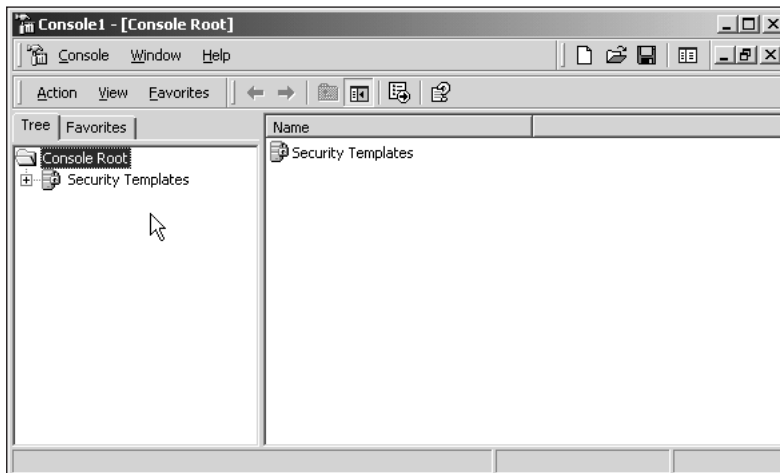 Console1 - [Console Root]
Console Window Help
Action View Favorites
Tree Favorites
Name
Console Root
Security Templates
Security Templates